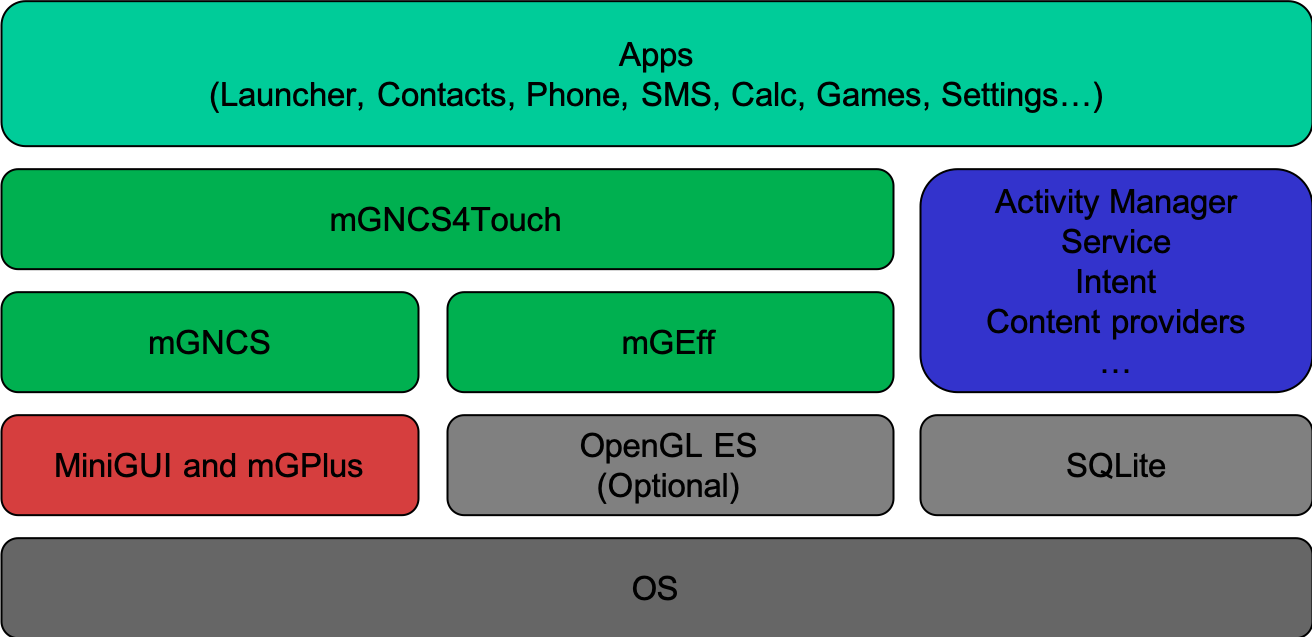 Apps
(Launcher, Contacts, Phone, SMS, Calc, Games, Settings…)
mGNCS4Touch
Activity Manager
Service
Intent
Content providers
…
mGNCS
mGEff
MiniGUI and mGPlus
OpenGL ES
(Optional)
SQLite
OS